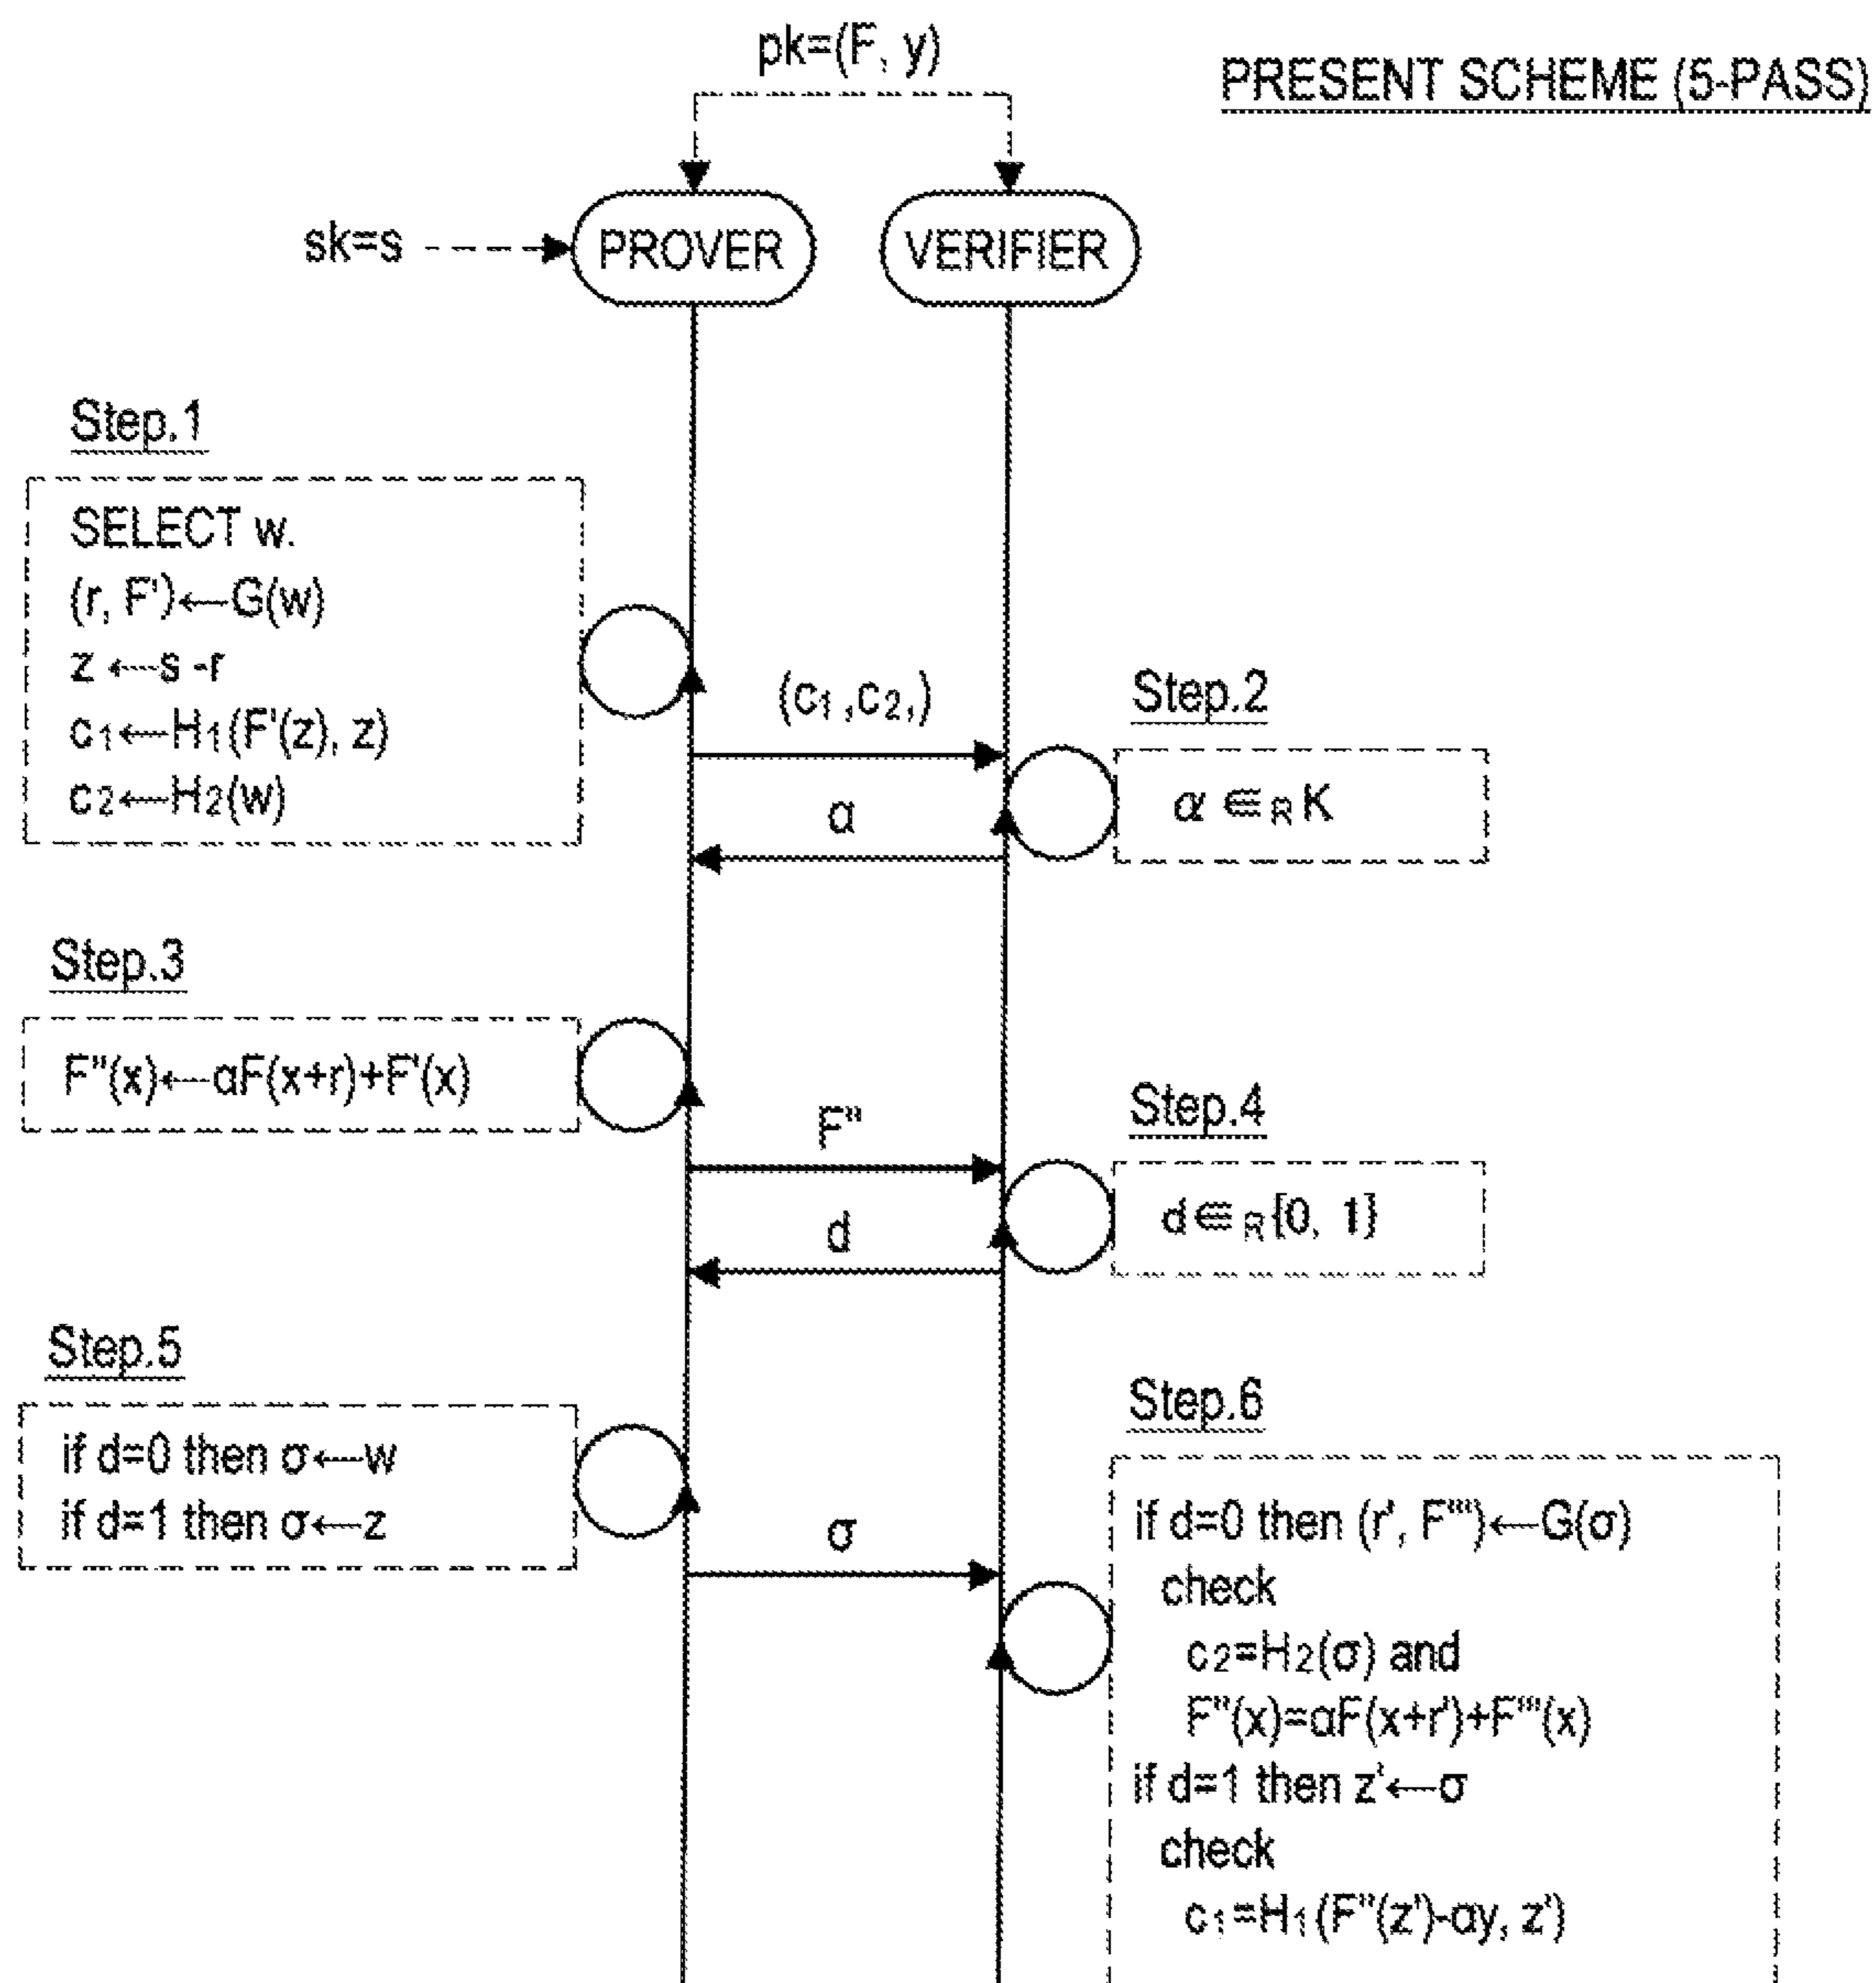 pk=(F, y)
PRESENT SCHEME (5-PASS)
sk=s
PROVER
VERIFIER
Step.1
SELECT w.
(r, F')←G(w)
z←s -r
c₁←H₁(F'(z), z)
c₂←H₂(w)
(c₁,c₂,)
Step.2
α ∈ R K
α
Step.3
F"(x)←αF(x+r)+F'(x)
F"
Step.4
d ∈ R {0, 1}
d
Step.5
if d=0 then σ←w
if d=1 then σ←z
σ
Step.6
if d=0 then (r', F''')←G(σ)
check
c₂=H₂(σ) and
F"(x)=αF(x+r')+F'''(x)
if d=1 then z'←σ
check
c₁=H₁(F"(z')-αy, z')